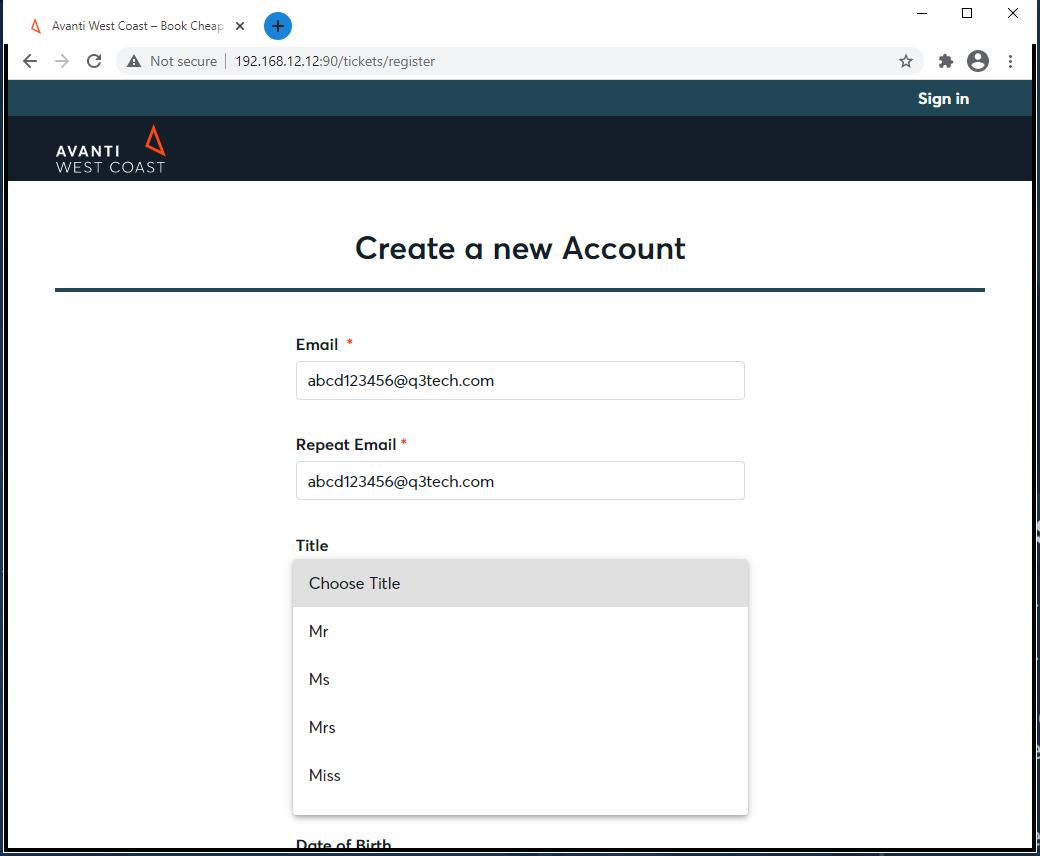 Avanti West Coast – Book Cheap
Not secure
192.168.12.12:90/tickets/register
Sign in
AVANTI
WEST COAST
Create a new Account
Email *
abcd123456@q3tech.com
Repeat Email *
abcd123456@q3tech.com
Title
Choose Title
Mr
Ms
Mrs
Miss
Date of Birth